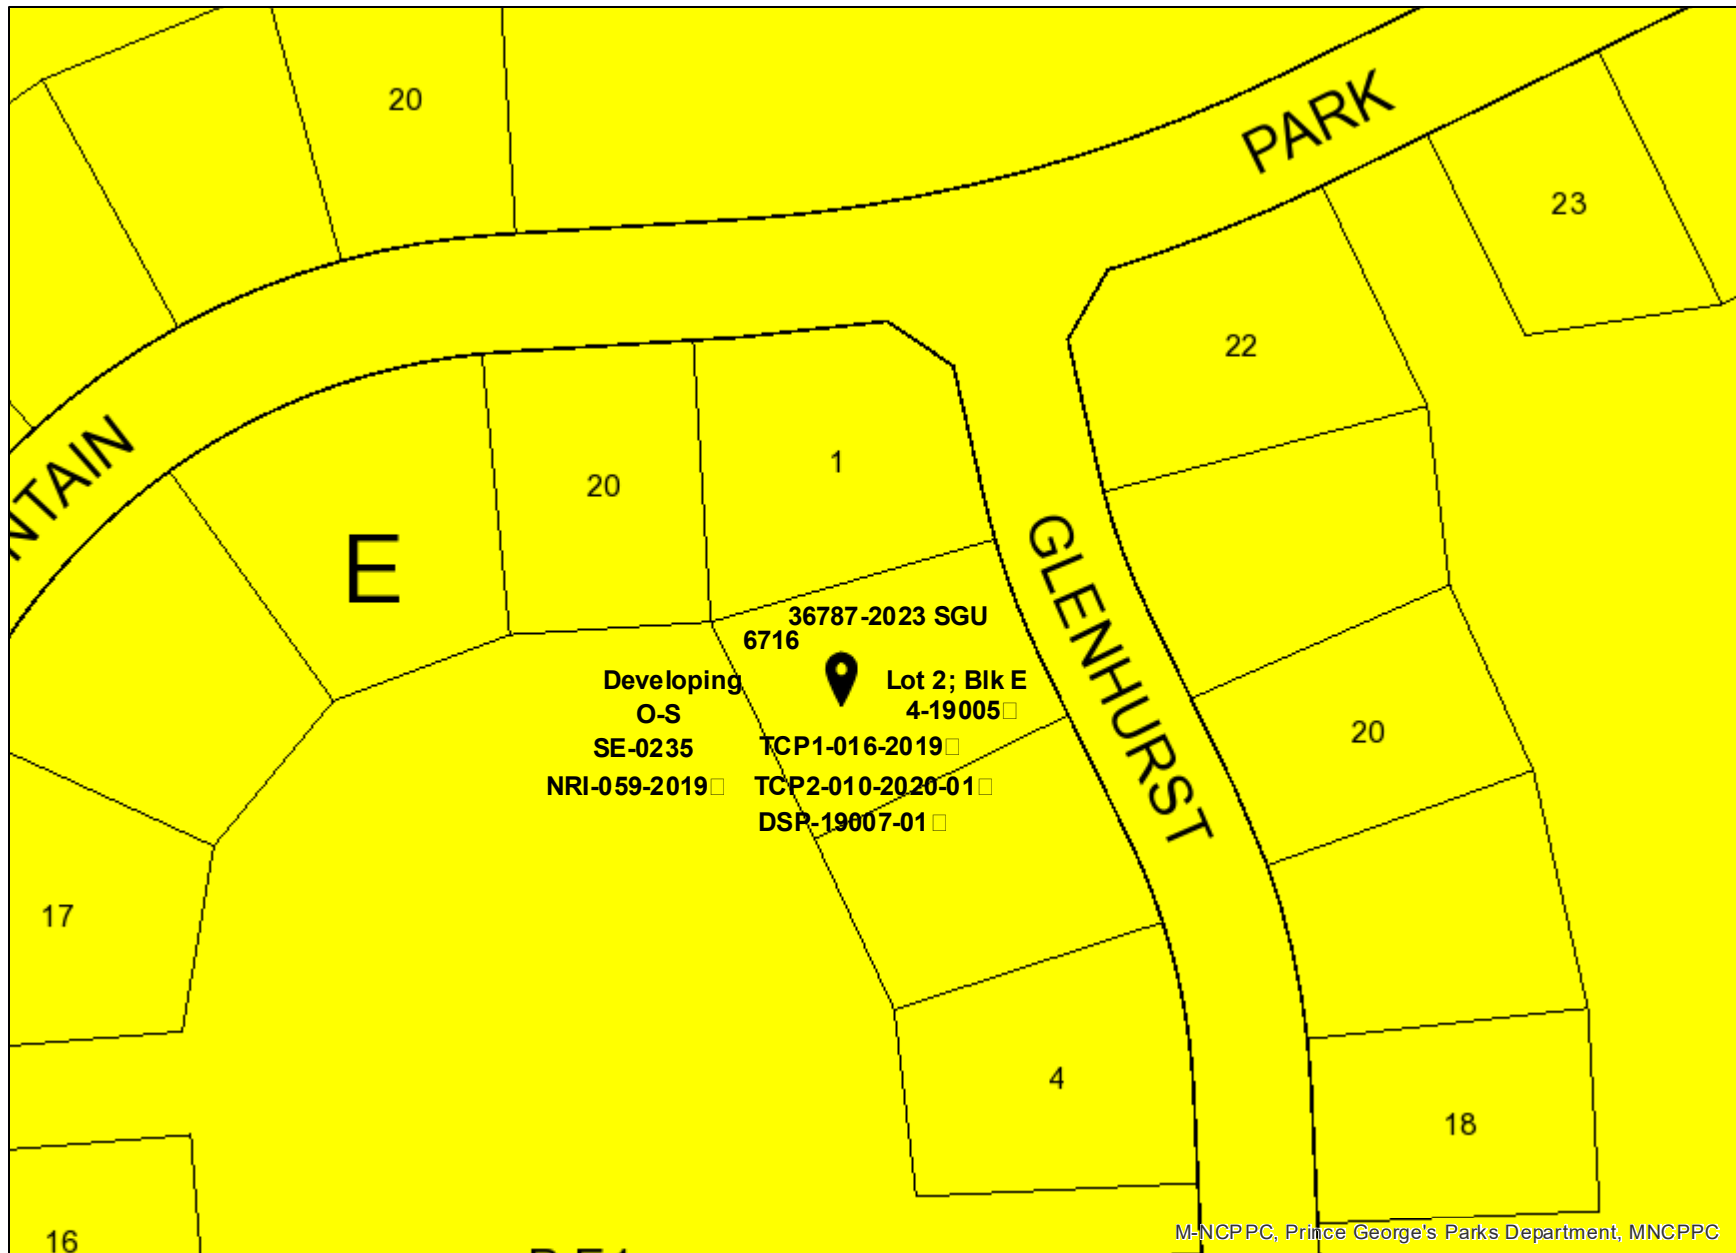 20
PARK
23
22
NTAIN
1
20
E
GLENHURST
36787-2023 SGU
6716
Developing
Lot 2; Blk E
O-S
4-19005
SE-0235
TCP1-016-2019
20
NRI-059-2019
TCP2-010-2020-01
DSP-19007-01
17
4
18
16
M-NCPPC, Prince George's Parks Department, MNCPPC